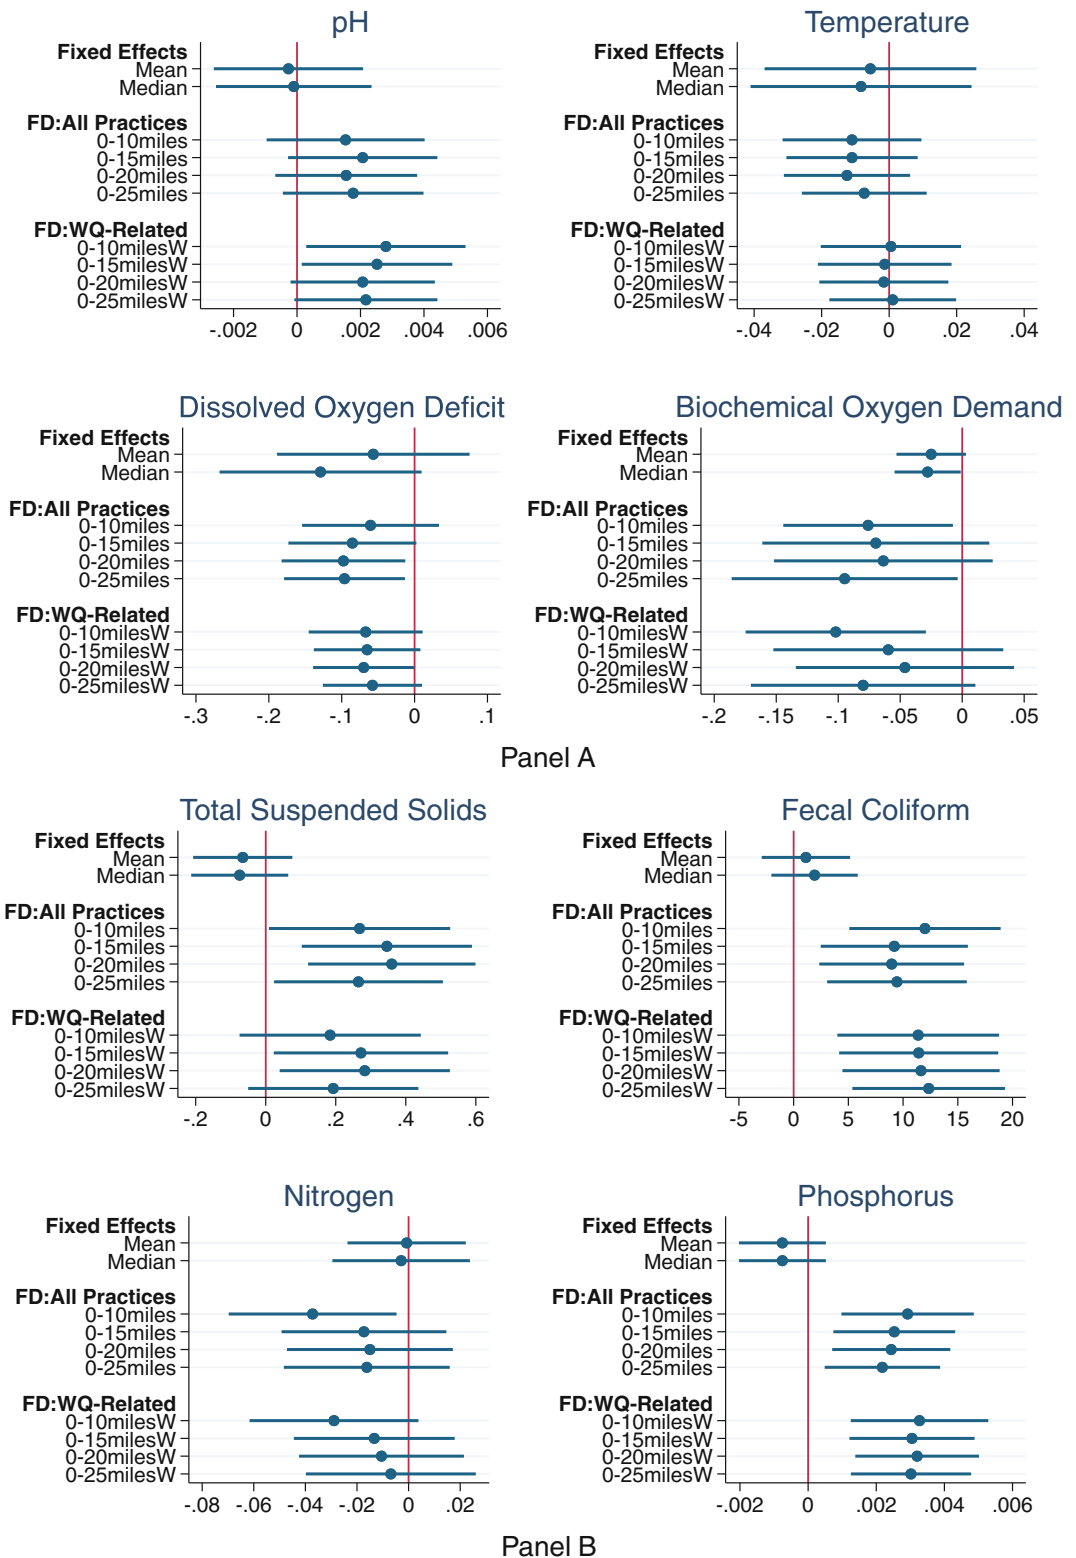 pH
Fixed Effects
Mean
Median
FD:All Practices
0-10miles
0-15miles
0-20miles
0-25miles
FD:WQ-Related
0-10milesW
0-15milesW
0-20milesW
0-25milesW
-.002 0 .002 .004 .006
Temperature
Fixed Effects
Mean
Median
FD:All Practices
0-10miles
0-15miles
0-20miles
0-25miles
FD:WQ-Related
0-10milesW
0-15milesW
0-20milesW
0-25milesW
-.04 -.02 0 .02 .04
Dissolved Oxygen Deficit
Fixed Effects
Mean
Median
FD:All Practices
0-10miles
0-15miles
0-20miles
0-25miles
FD:WQ-Related
0-10milesW
0-15milesW
0-20milesW
0-25milesW
-.3 -.2 -.1 0 .1
Biochemical Oxygen Demand
Fixed Effects
Mean
Median
FD:All Practices
0-10miles
0-15miles
0-20miles
0-25miles
FD:WQ-Related
0-10milesW
0-15milesW
0-20milesW
0-25milesW
-.2 -.15 -.1 -.05 0 .05
Panel A
Total Suspended Solids
Fixed Effects
Mean
Median
FD:All Practices
0-10miles
0-15miles
0-20miles
0-25miles
FD:WQ-Related
0-10milesW
0-15milesW
0-20milesW
0-25milesW
-.2 0 .2 .4 .6
Fecal Coliform
Fixed Effects
Mean
Median
FD:All Practices
0-10miles
0-15miles
0-20miles
0-25miles
FD:WQ-Related
0-10milesW
0-15milesW
0-20milesW
0-25milesW
-5 0 5 10 15 20
Nitrogen
Fixed Effects
Mean
Median
FD:All Practices
0-10miles
0-15miles
0-20miles
0-25miles
FD:WQ-Related
0-10milesW
0-15milesW
0-20milesW
0-25milesW
-.08 -.06 -.04 -.02 0 .02
Phosphorus
Fixed Effects
Mean
Median
FD:All Practices
0-10miles
0-15miles
0-20miles
0-25miles
FD:WQ-Related
0-10milesW
0-15milesW
0-20milesW
0-25milesW
-.002 0 .002 .004 .006
Panel B